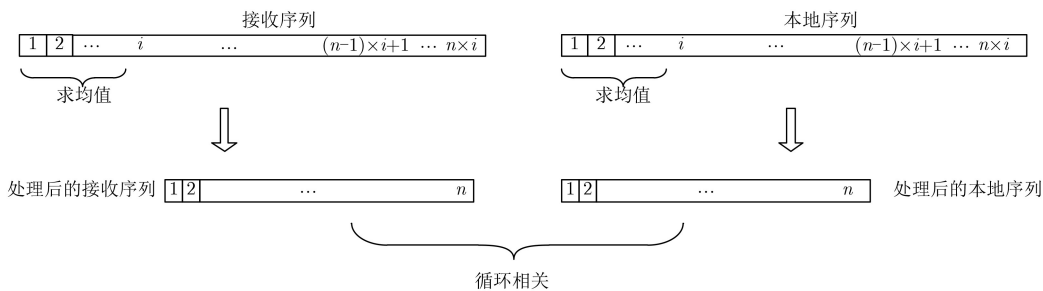 接收序列 本地序列
1 2 ··· i ··· (n–1)×i+1 ··· n×i 1 2 ··· i ··· (n–1)×i+1 ··· n×i
求均值 求均值
处理后的接收序列 1 2 ··· n 1 2 ··· n 处理后的本地序列
循环相关